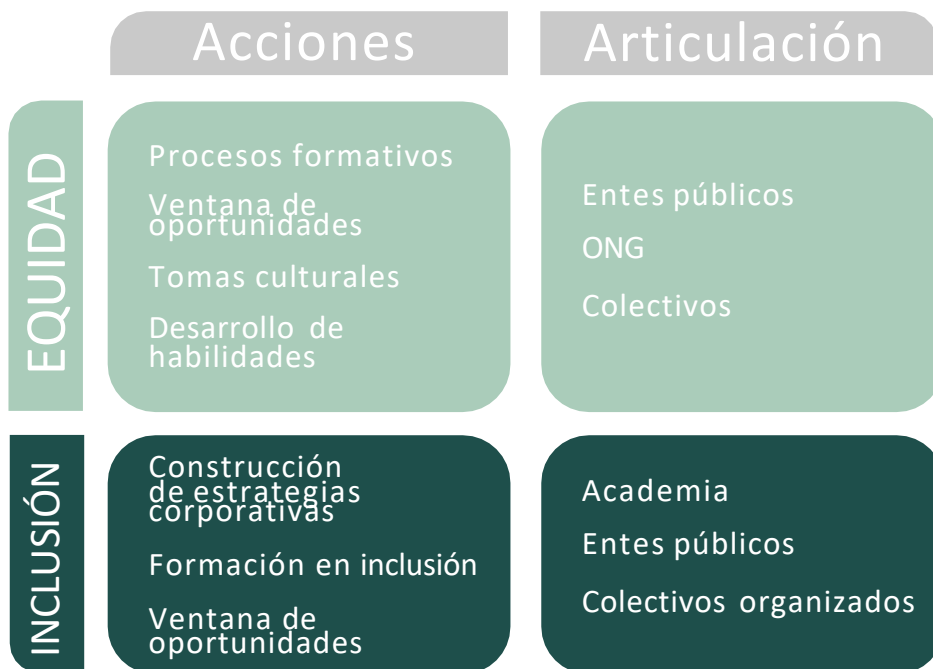 Acciones
Articulación
EQUIDAD
Procesos formativos
Ventana de
oportunidades
Tomas culturales
Desarrollo de
habilidades
Entes públicos
ONG
Colectivos
INCLUSIÓN
Construcción
de estrategias
corporativas
Formación en inclusión
Ventana de
oportunidades
Academia
Entes públicos
Colectivos organizados